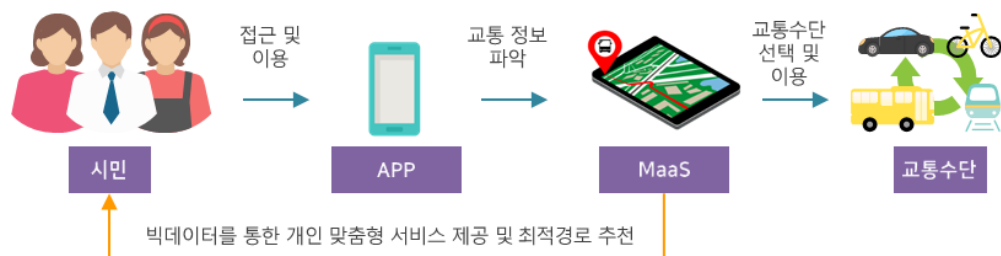 접근 및
이용
교통 정보
파악
교통수단
선택 및
이용
시민
APP
MaaS
교통수단
빅데이터를 통한 개인 맞춤형 서비스 제공 및 최적경로 추천